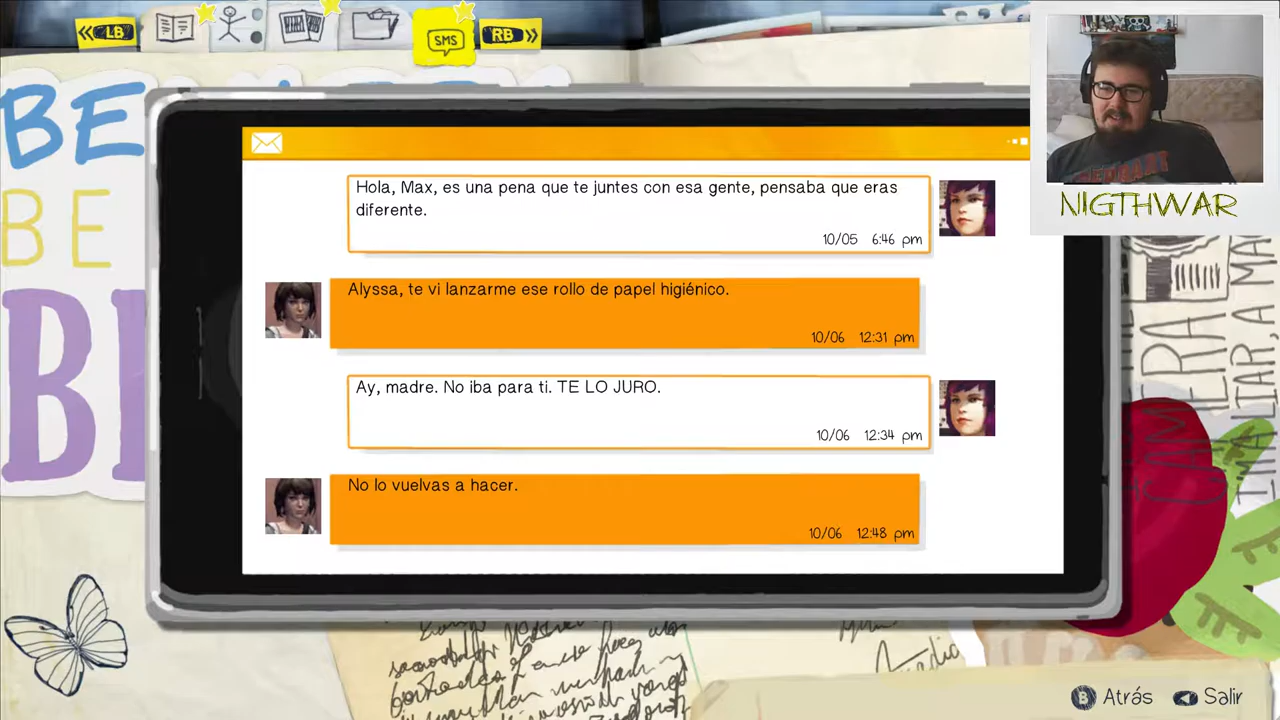 LB
SMS
RB
BE
BE
B
Hola, Max, es una pena que te juntes con esa gente, pensaba que eras
diferente.
10/05 6:46 pm
Alyssa, te vi lanzarme ese rollo de papel higiénico.
10/06 12:31 pm
Ay, madre. No iba para ti. TE LO JURO.
10/06 12:34 pm
No lo vuelvas a hacer.
10/06 12:48 pm
NIGTHWAR
Atrás
Salir